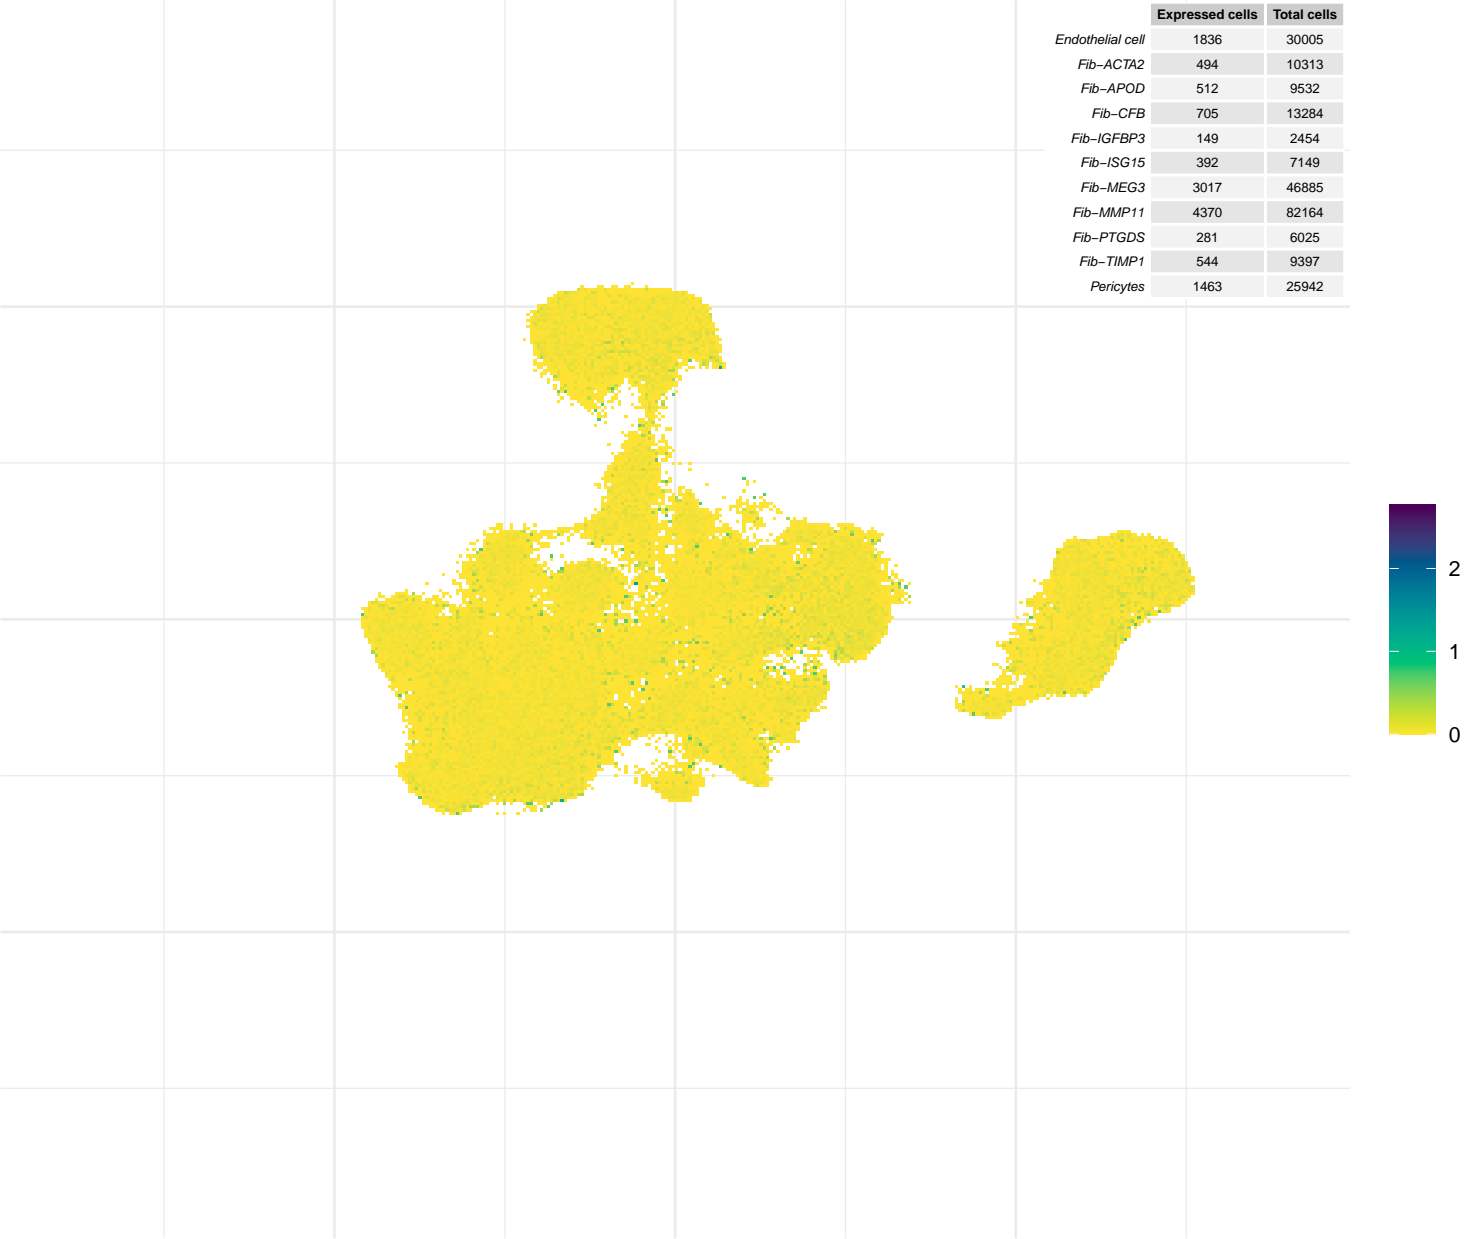 Expressed cells Total cells
Endothelial cell 1836 30005
Fib−ACTA2 494 10313
Fib−APOD 512 9532
Fib−CFB 705 13284
Fib−IGFBP3 149 2454
Fib−ISG15 392 7149
Fib−MEG3 3017 46885
Fib−MMP11 4370 82164
Fib−PTGDS 281 6025
Fib−TIMP1 544 9397
Pericytes 1463 25942
2
1
0